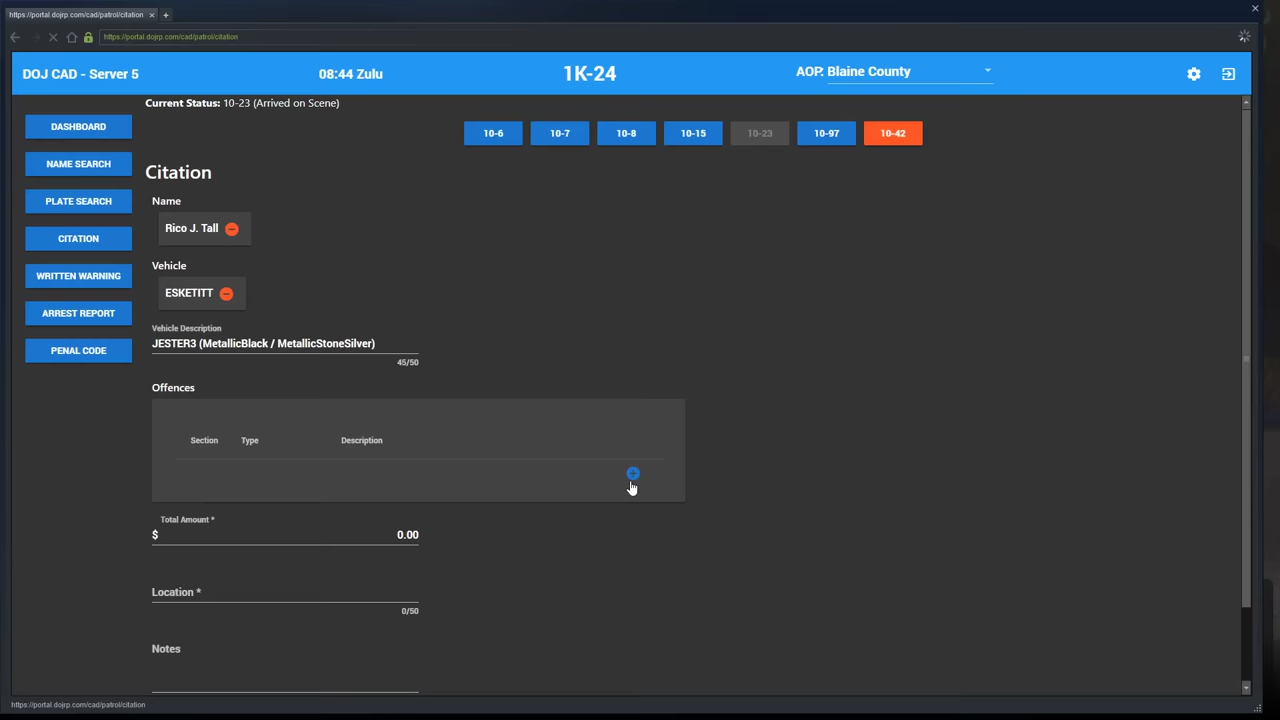 https://portal.dojrp.com/cad/patrol/citation
https://portal.dojrp.com/cad/patrol/citation
DOJ CAD - Server 5
08:44 Zulu
1K-24
AOP: Blaine County
Current Status: 10-23 (Arrived on Scene)
10-6
10-7
10-8
10-15
10-23
10-97
10-42
DASHBOARD
NAME SEARCH
PLATE SEARCH
CITATION
WRITTEN WARNING
ARREST REPORT
PENAL CODE
Citation
Name
Rico J. Tall
Vehicle
ESKETITT
Vehicle Description
JESTER3 (MetallicBlack / MetallicStoneSilver)
45/50
Offences
Section Type Description
Total Amount *
$ 0.00
Location *
0/50
Notes
https://portal.dojrp.com/cad/patrol/citation